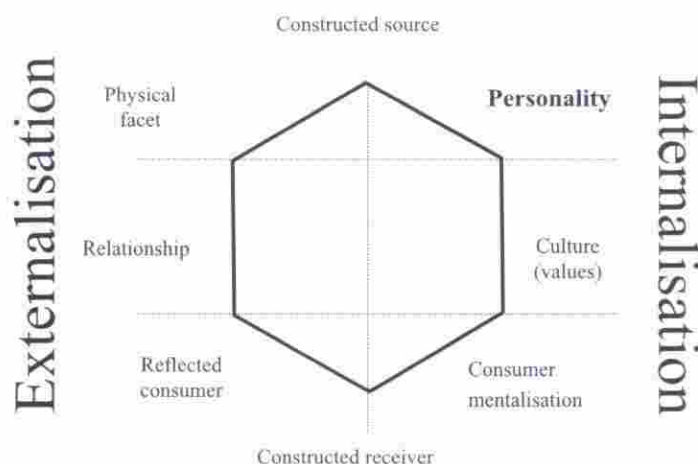 Constructed source
Externalisation
Physical
facet
Personality
Internalisation
Relationship
Culture
(values)
Reflected
consumer
Consumer
mentalisation
Constructed receiver